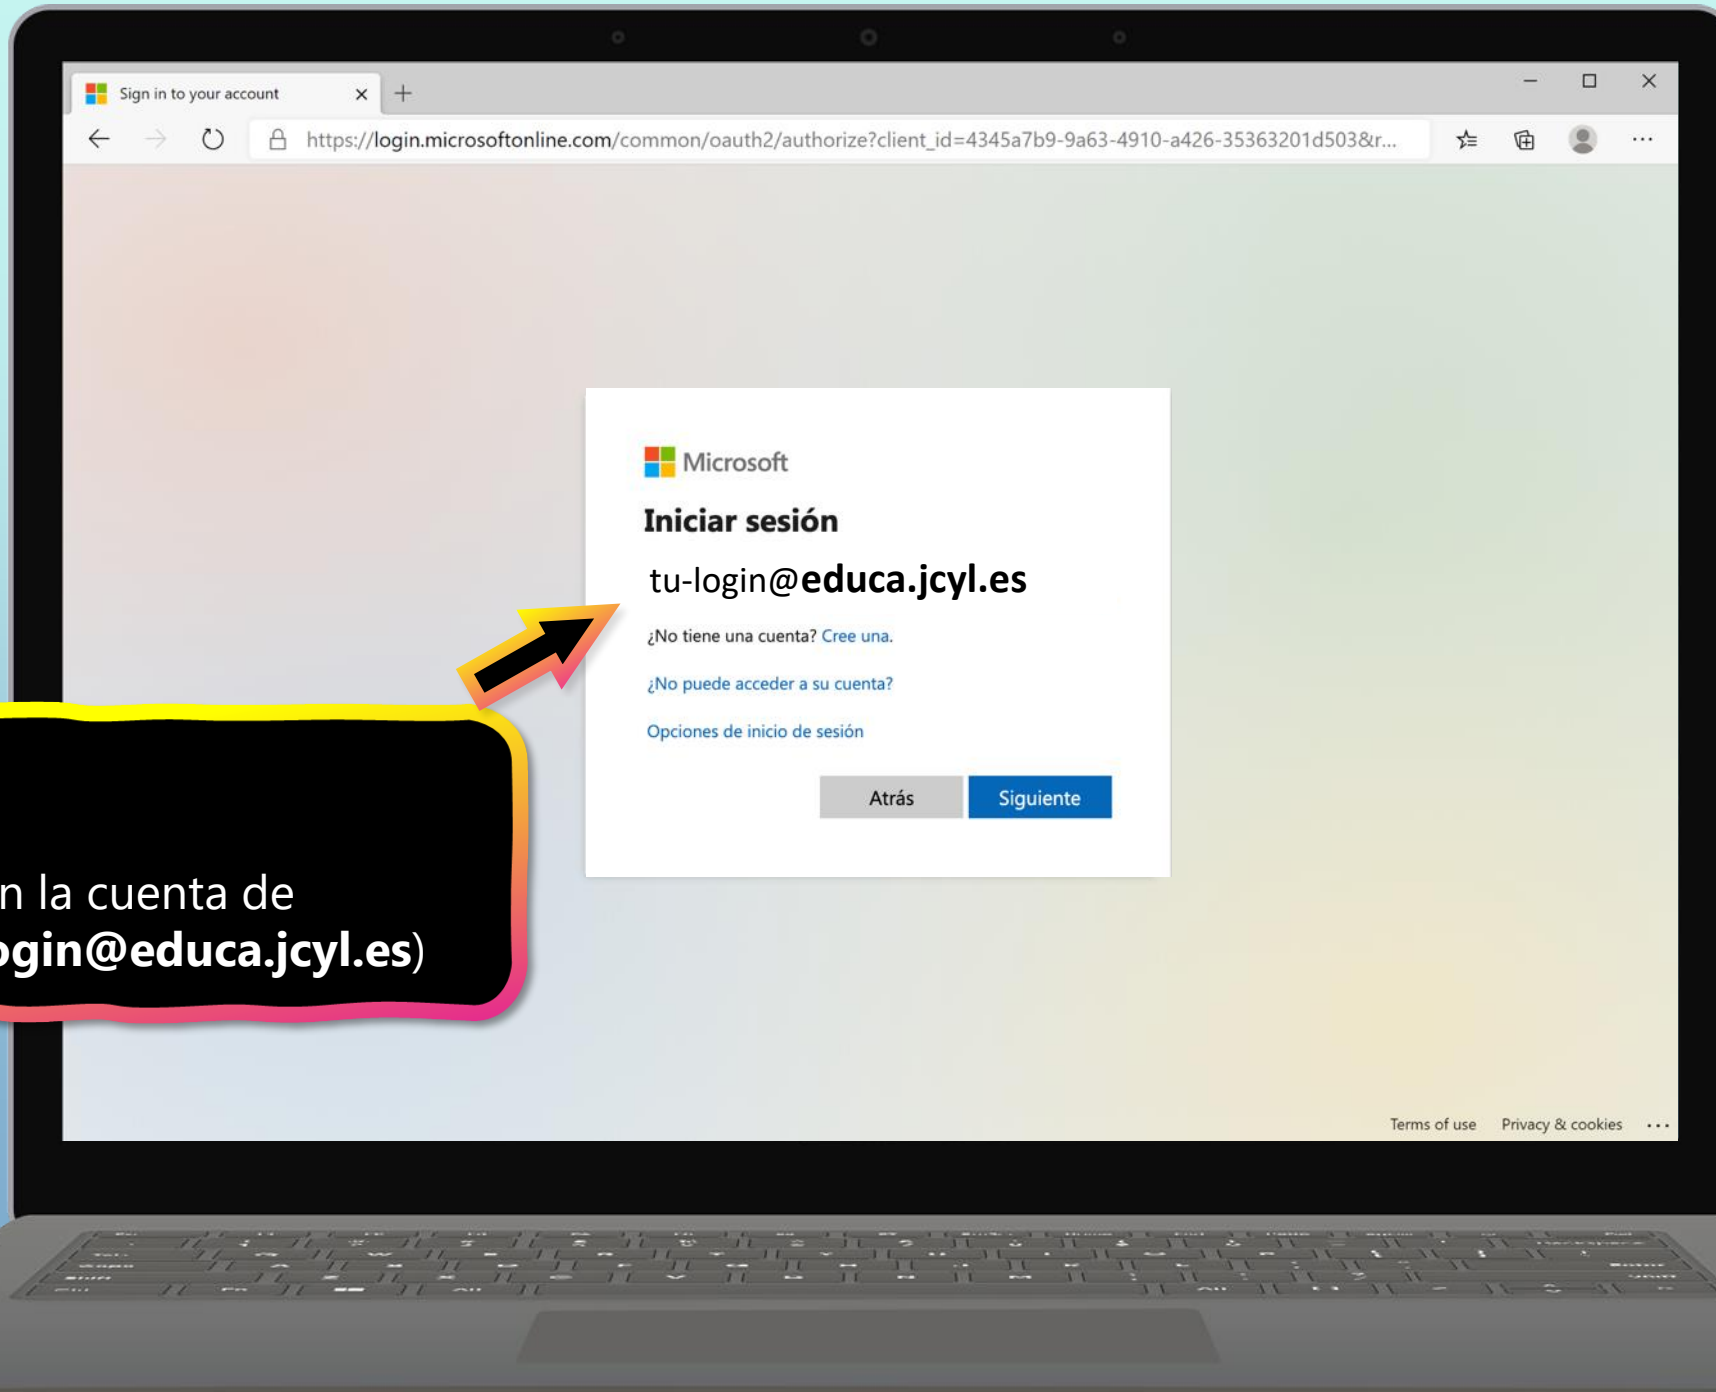 Sign in to your account
https://login.microsoftonline.com/common/oauth2/authorize?client_id=4345a7b9-9a63-4910-a426-35363201d503&r...
Microsoft
Iniciar sesión
tu-login@educa.jcyl.es
¿No tiene una cuenta? Cree una.
¿No puede acceder a su cuenta?
Opciones de inicio de sesión
Atrás Siguiente
n la cuenta de
ogin@educa.jcyl.es)
Terms of use Privacy & cookies ...